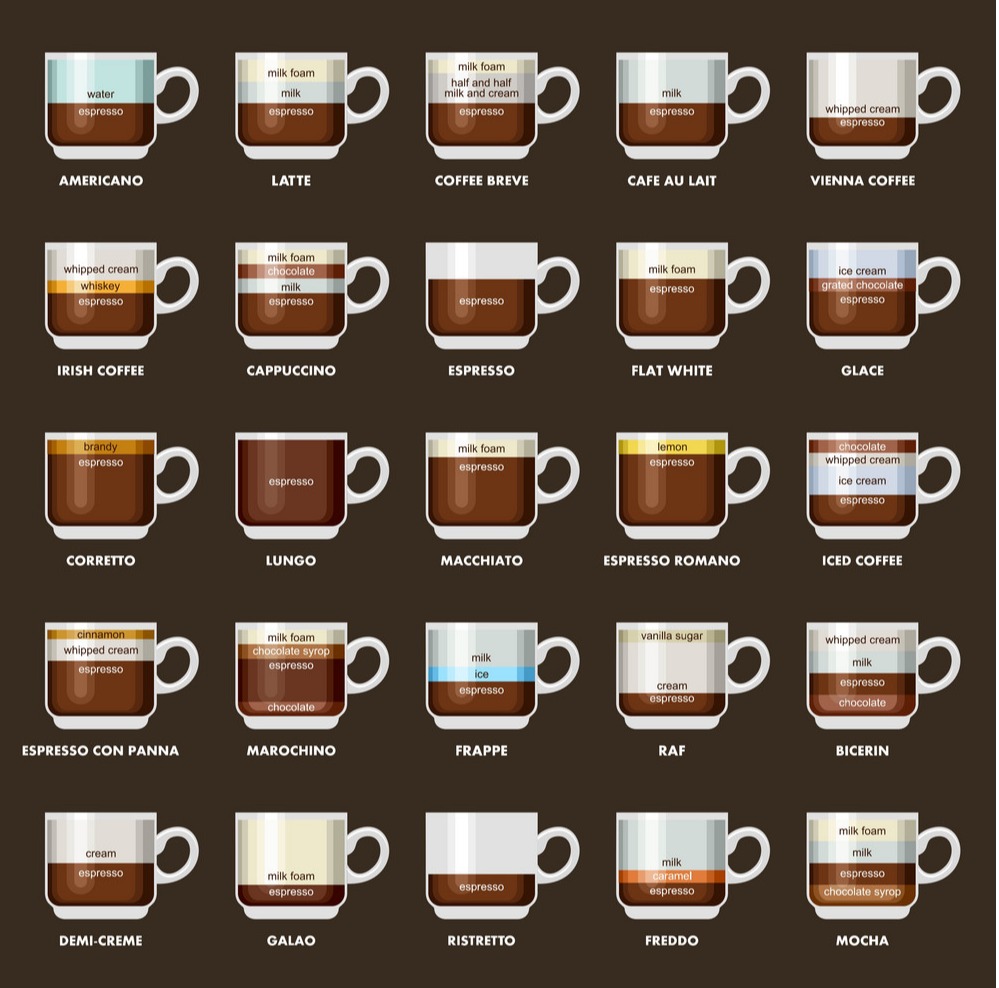 water
espresso
AMERICANO
milk foam
milk
espresso
LATTE
milk foam
half and half
milk and cream
espresso
COFFEE BREVE
milk
espresso
CAFE AU LAIT
whipped cream
espresso
VIENNA COFFEE
whipped cream
whiskey
espresso
IRISH COFFEE
milk foam
chocolate
milk
espresso
CAPPUCCINO
espresso
ESPRESSO
milk foam
espresso
FLAT WHITE
ice cream
grated chocolate
espresso
GLACE
brandy
espresso
CORRETTO
espresso
LUNGO
milk foam
espresso
MACCHIATO
lemon
espresso
ESPRESSO ROMANO
chocolate
whipped cream
ice cream
espresso
ICED COFFEE
cinnamon
whipped cream
espresso
ESPRESSO CON PANNA
milk foam
chocolate syrop
espresso
chocolate
MAROCHINO
milk
ice
espresso
FRAPPE
vanilla sugar
cream
espresso
RAF
whipped cream
milk
espresso
chocolate
BICERIN
cream
espresso
DEMI-CREME
milk foam
espresso
GALAO
espresso
RISTRETTO
milk
caramel
espresso
FREDDO
milk foam
milk
espresso
chocolate syrop
MOCHA